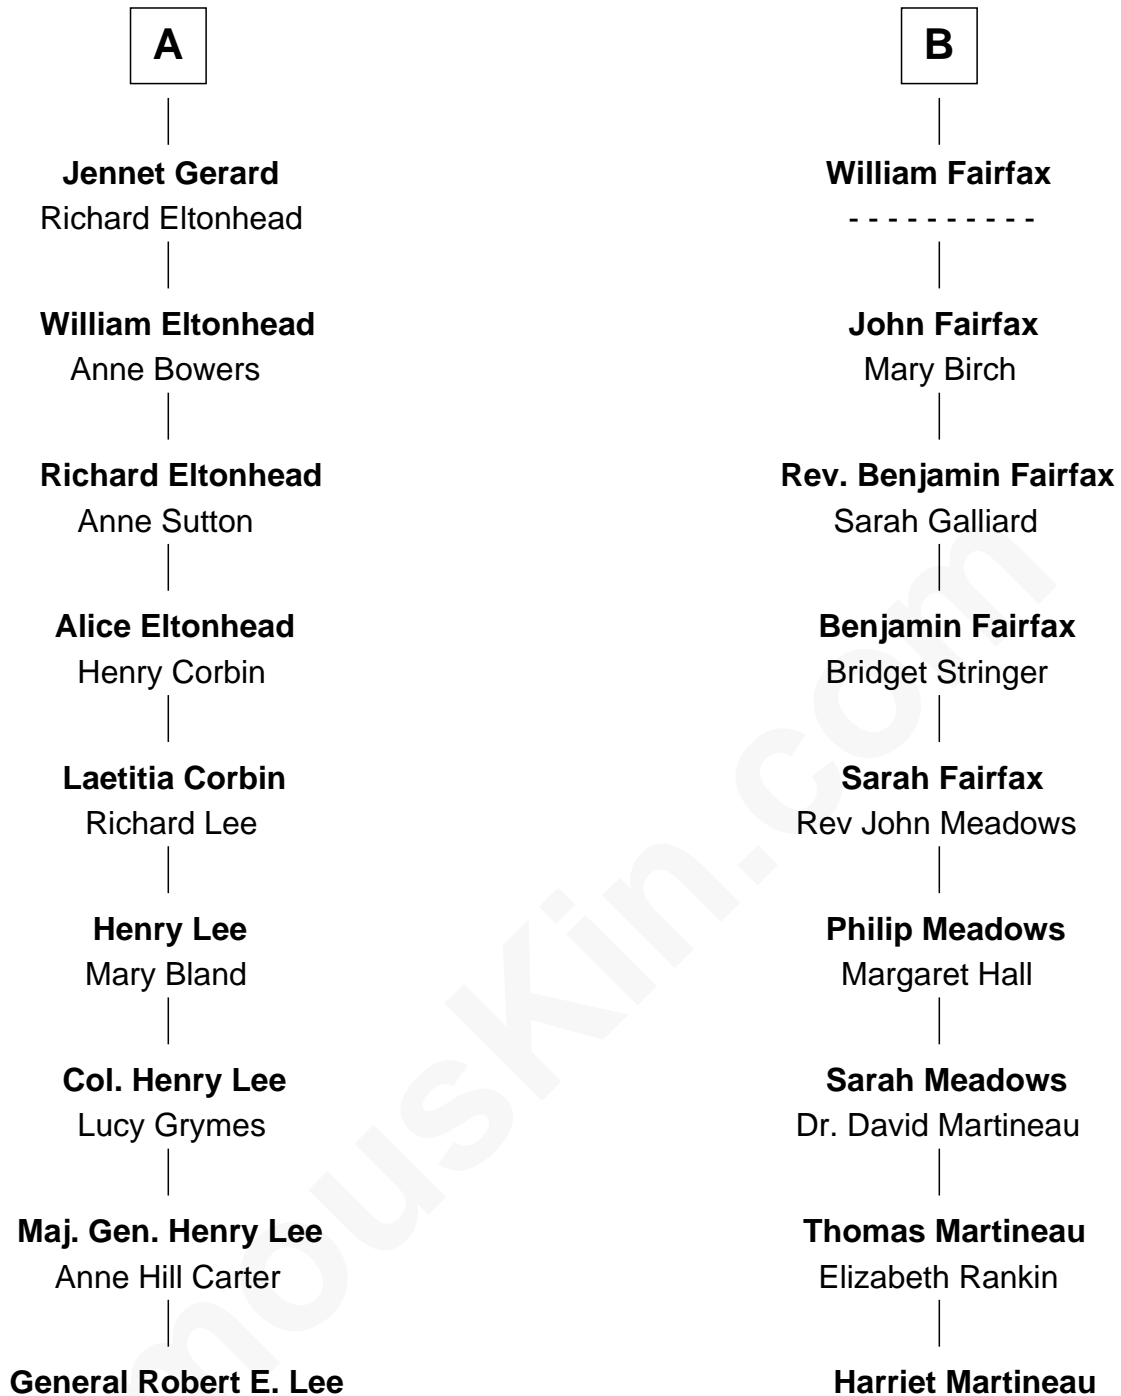 A
Jennet Gerard
Richard Eltonhead
William Eltonhead
Anne Bowers
Richard Eltonhead
Anne Sutton
Alice Eltonhead
Henry Corbin
Laetitia Corbin
Richard Lee
Henry Lee
Mary Bland
Col. Henry Lee
Lucy Grymes
Maj. Gen. Henry Lee
Anne Hill Carter
General Robert E. Lee
B
William Fairfax
- - - - - - - - - -
John Fairfax
Mary Birch
Rev. Benjamin Fairfax
Sarah Galliard
Benjamin Fairfax
Bridget Stringer
Sarah Fairfax
Rev John Meadows
Philip Meadows
Margaret Hall
Sarah Meadows
Dr. David Martineau
Thomas Martineau
Elizabeth Rankin
Harriet Martineau
mouskin.com